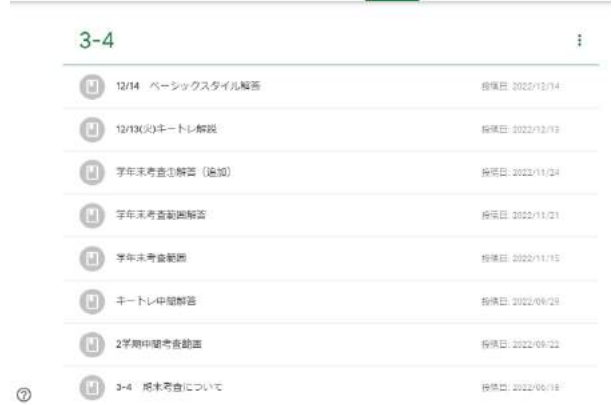 3-4
12/14 ベーシックスタイル解答
投稿日: 2022/12/14
12/13(火)キートレ解説
投稿日: 2022/12/13
学年末考査①解答（追加）
投稿日: 2022/11/24
学年末考査範囲解答
投稿日: 2022/11/21
学年末考査範囲
投稿日: 2022/11/15
キートレ中間解答
投稿日: 2022/09/29
2学期中間考査範囲
投稿日: 2022/09/22
3-4 期末考査について
投稿日: 2022/06/18